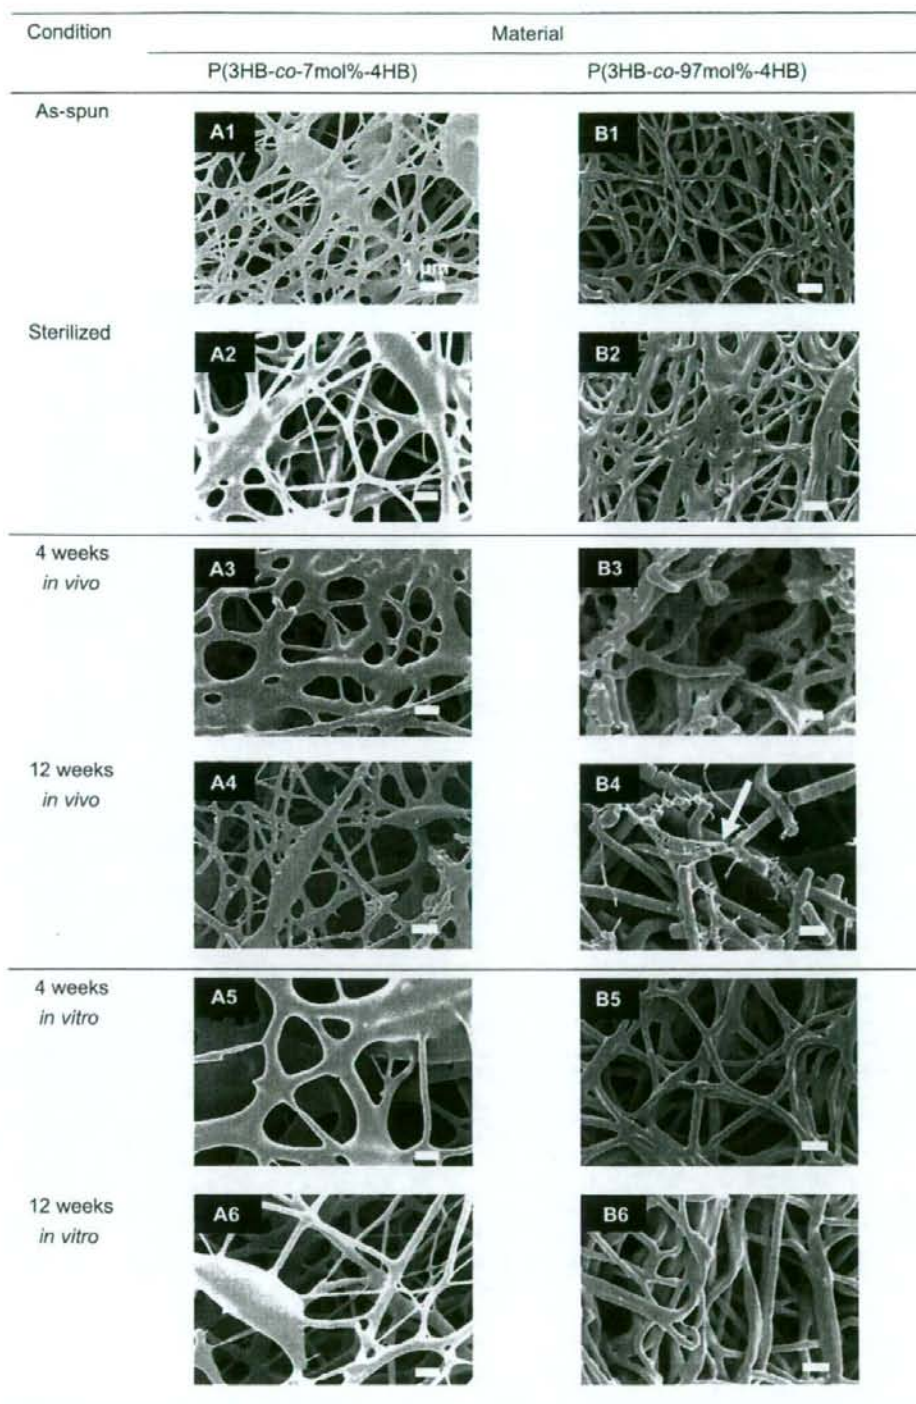 Condition Material
P(3HB-co-7mol%-4HB) P(3HB-co-97mol%-4HB)
As-spun
A1 B1
1 µm
Sterilized
A2 B2
4 weeks
in vivo
A3 B3
12 weeks
in vivo
A4 B4
4 weeks
in vitro
A5 B5
12 weeks
in vitro
A6 B6